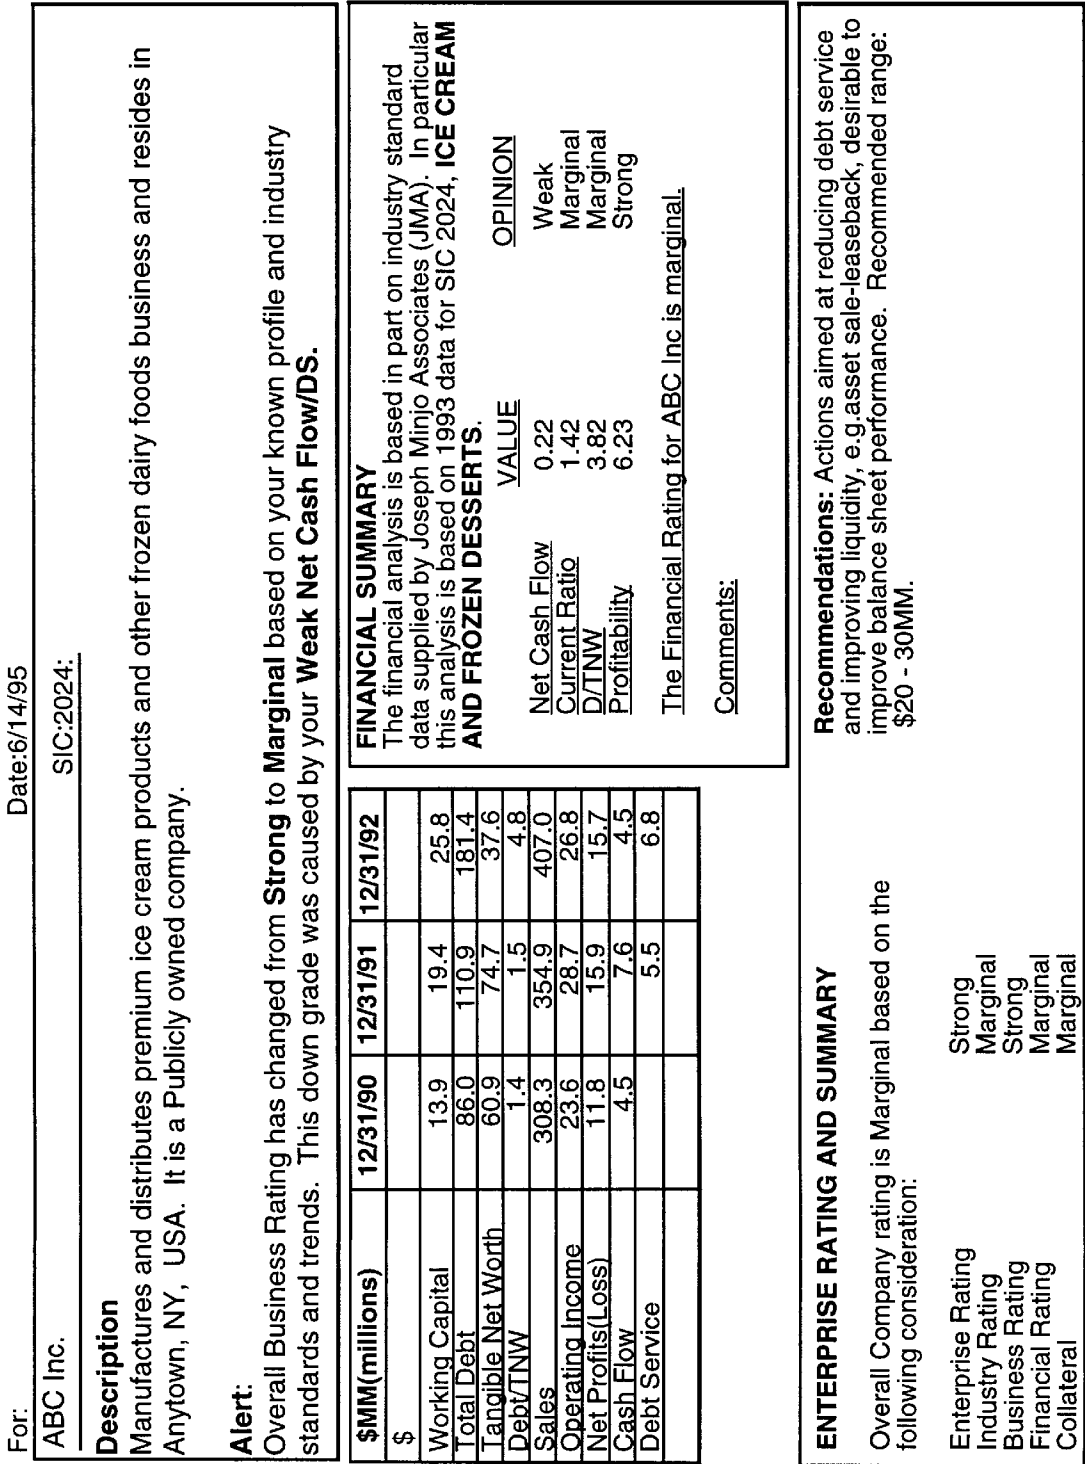 For: Date:6/14/95
ABC Inc. SIC:2024:
Description
Manufactures and distributes premium ice cream products and other frozen dairy foods business and resides in
Anytown, NY, USA. It is a Publicly owned company.
Alert:
Overall Business Rating has changed from Strong to Marginal based on your known profile and industry
standards and trends. This down grade was caused by your Weak Net Cash Flow/DS.
$MM(millions) 12/31/90 12/31/91 12/31/92
$
Working Capital 13.9 19.4 25.8
Total Debt 86.0 110.9 181.4
Tangible Net Worth 60.9 74.7 37.6
Debt/TNW 1.4 1.5 4.8
Sales 308.3 354.9 407.0
Operating Income 23.6 28.7 26.8
Net Profits(Loss) 11.8 15.9 15.7
Cash Flow 4.5 7.6 4.5
Debt Service 5.5 6.8
FINANCIAL SUMMARY
The financial analysis is based in part on industry standard
data supplied by Joseph Minjo Associates (JMA). In particular
this analysis is based on 1993 data for SIC 2024, ICE CREAM
AND FROZEN DESSERTS.
VALUE OPINION
Net Cash Flow 0.22 Weak
Current Ratio 1.42 Marginal
D/TNW 3.82 Marginal
Profitability 6.23 Strong
The Financial Rating for ABC Inc is marginal.
Comments:
ENTERPRISE RATING AND SUMMARY
Overall Company rating is Marginal based on the
following consideration:
Enterprise Rating Strong
Industry Rating Marginal
Business Rating Strong
Financial Rating Marginal
Collateral Marginal
Recommendations: Actions aimed at reducing debt service
and improving liquidity, e.g.asset sale-leaseback, desirable to
improve balance sheet performance. Recommended range:
$20 - 30MM.